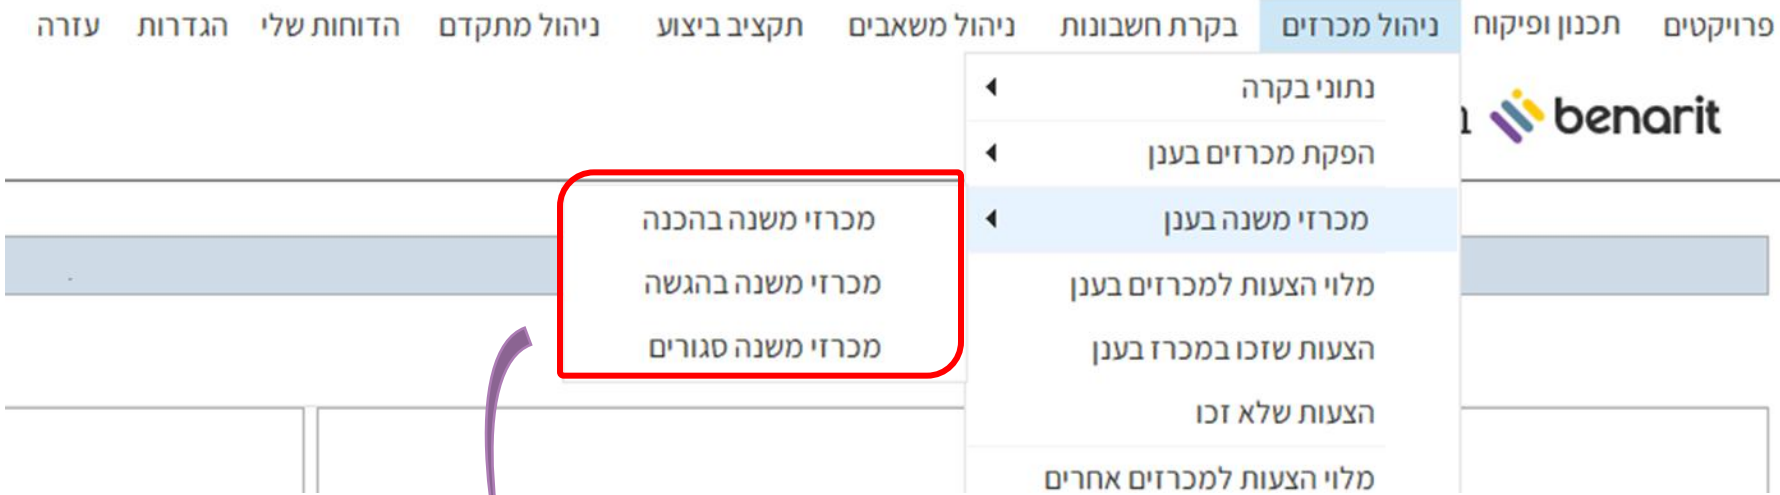 פרויקטים תכנון ופיקוח ניהול מכרזים בקרת חשבונות ניהול משאבים תקציב ביצוע ניהול מתקדם הדוחות שלי הגדרות עזרה
benarit
נתוני בקרה
הפקת מכרזים בענן
מכרזי משנה בענן
מכרזי משנה בהכנה
מכרזי משנה בהגשה
מכרזי משנה סגורים
מלוי הצעות למכרזים בענן
הצעות שזכו במכרז בענן
הצעות שלא זכו
מלוי הצעות למכרזים אחרים